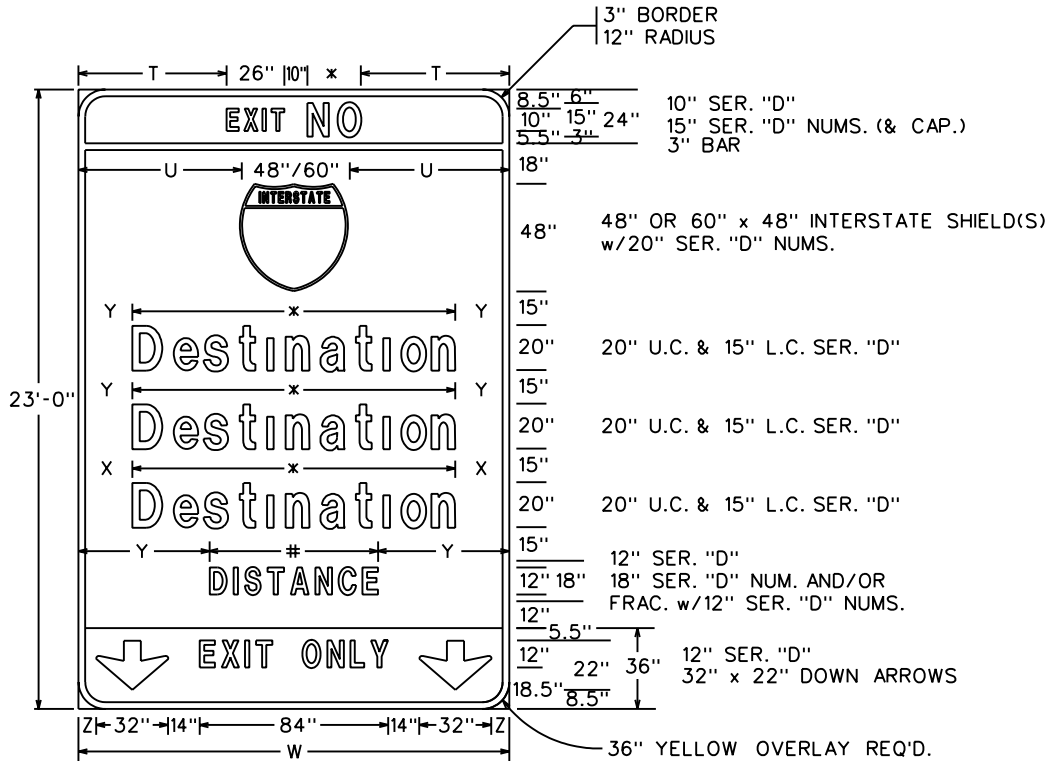 3" BORDER
12" RADIUS
T 26" 10" * T
8.5" 6"
10" 15" 24"
5.5" 3"
10" SER. "D"
15" SER. "D" NUMS. (& CAP.)
3" BAR
EXIT NO
U 48"/60" U
18"
INTERSTATE
48"
48" OR 60" x 48" INTERSTATE SHIELD(S)
w/20" SER. "D" NUMS.
Y * Y
15"
Destination
20"
20" U.C. & 15" L.C. SER. "D"
23'-0"
Y * Y
15"
Destination
20"
20" U.C. & 15" L.C. SER. "D"
X * X
15"
Destination
20"
20" U.C. & 15" L.C. SER. "D"
Y # Y
15"
DISTANCE
12" 18"
12" SER. "D"
18" SER. "D" NUM. AND/OR
FRAC. w/12" SER. "D" NUMS.
12"
5.5"
EXIT ONLY
12"
22" 36"
18.5" 8.5"
12" SER. "D"
32" x 22" DOWN ARROWS
Z 32" 14" 84" 14" 32" Z
W
36" YELLOW OVERLAY REQ'D.